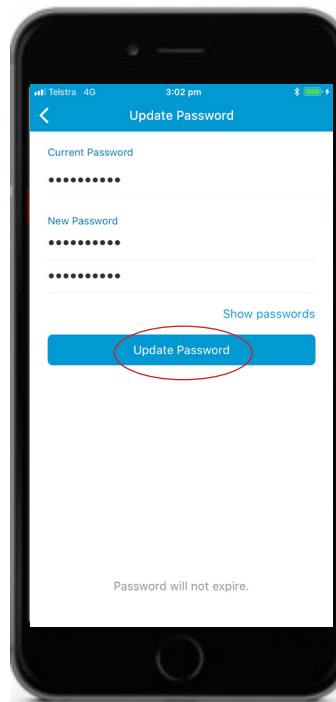 Telstra 4G 3:02 pm
Update Password
Current Password
••••••••••
New Password
••••••••••
••••••••••
Show passwords
Update Password
Password will not expire.